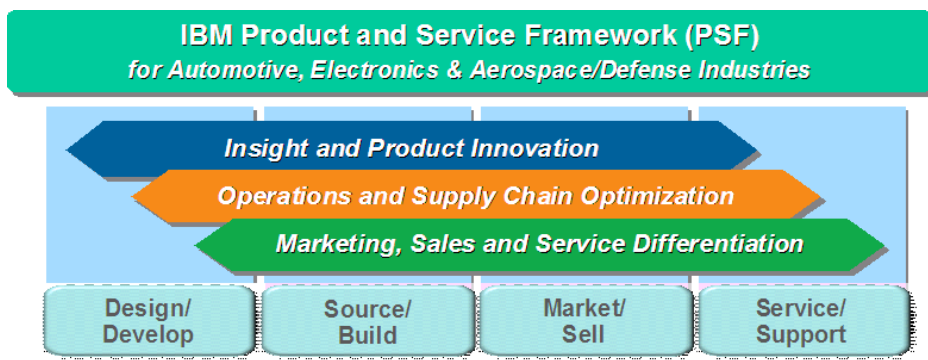 IBM Product and Service Framework (PSF)
for Automotive, Electronics & Aerospace/Defense Industries
Insight and Product Innovation
Operations and Supply Chain Optimization
Marketing, Sales and Service Differentiation
Design/
Develop
Source/
Build
Market/
Sell
Service/
Support